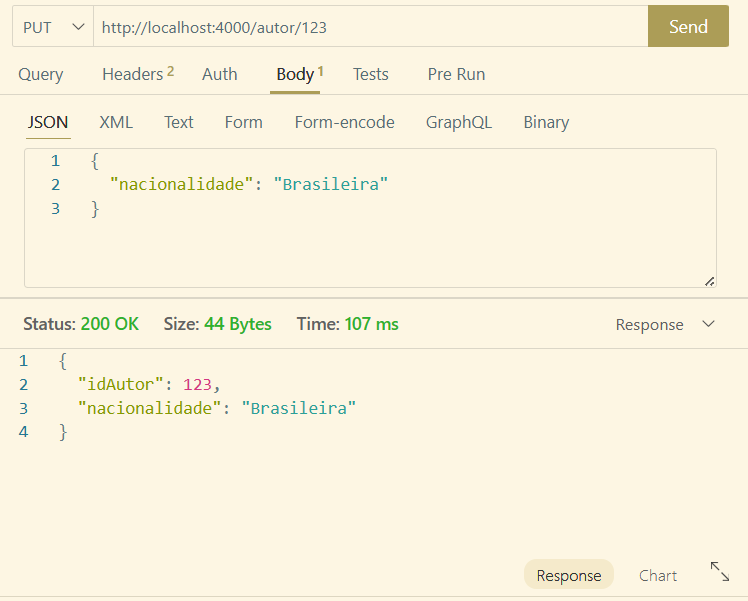 PUT http://localhost:4000/autor/123 Send
Query Headers 2 Auth Body 1 Tests Pre Run
JSON XML Text Form Form-encode GraphQL Binary
1 {
2 "nacionalidade": "Brasileira"
3 }
Status: 200 OK Size: 44 Bytes Time: 107 ms Response
1 {
2 "idAutor": 123,
3 "nacionalidade": "Brasileira"
4 }
Response Chart